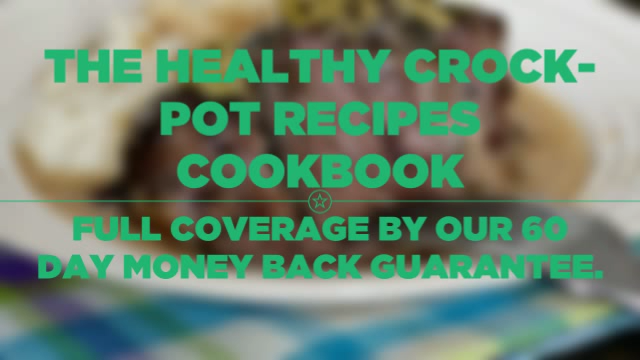 THE HEALTHY CROCK-
POT RECIPES
COOKBOOK
FULL COVERAGE BY OUR 60
DAY MONEY BACK GUARANTEE.